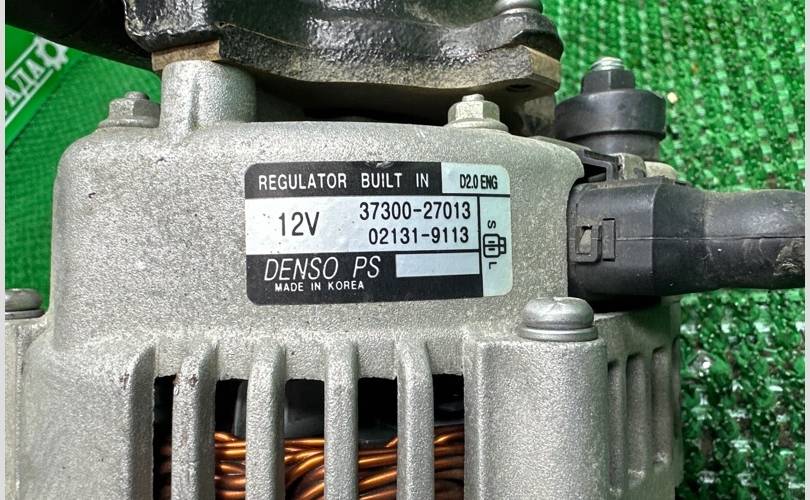 REGULATOR BUILT IN D2.0 ENG
12V 37300-27013
02131-9113
S
L
DENSO PS
MADE IN KOREA